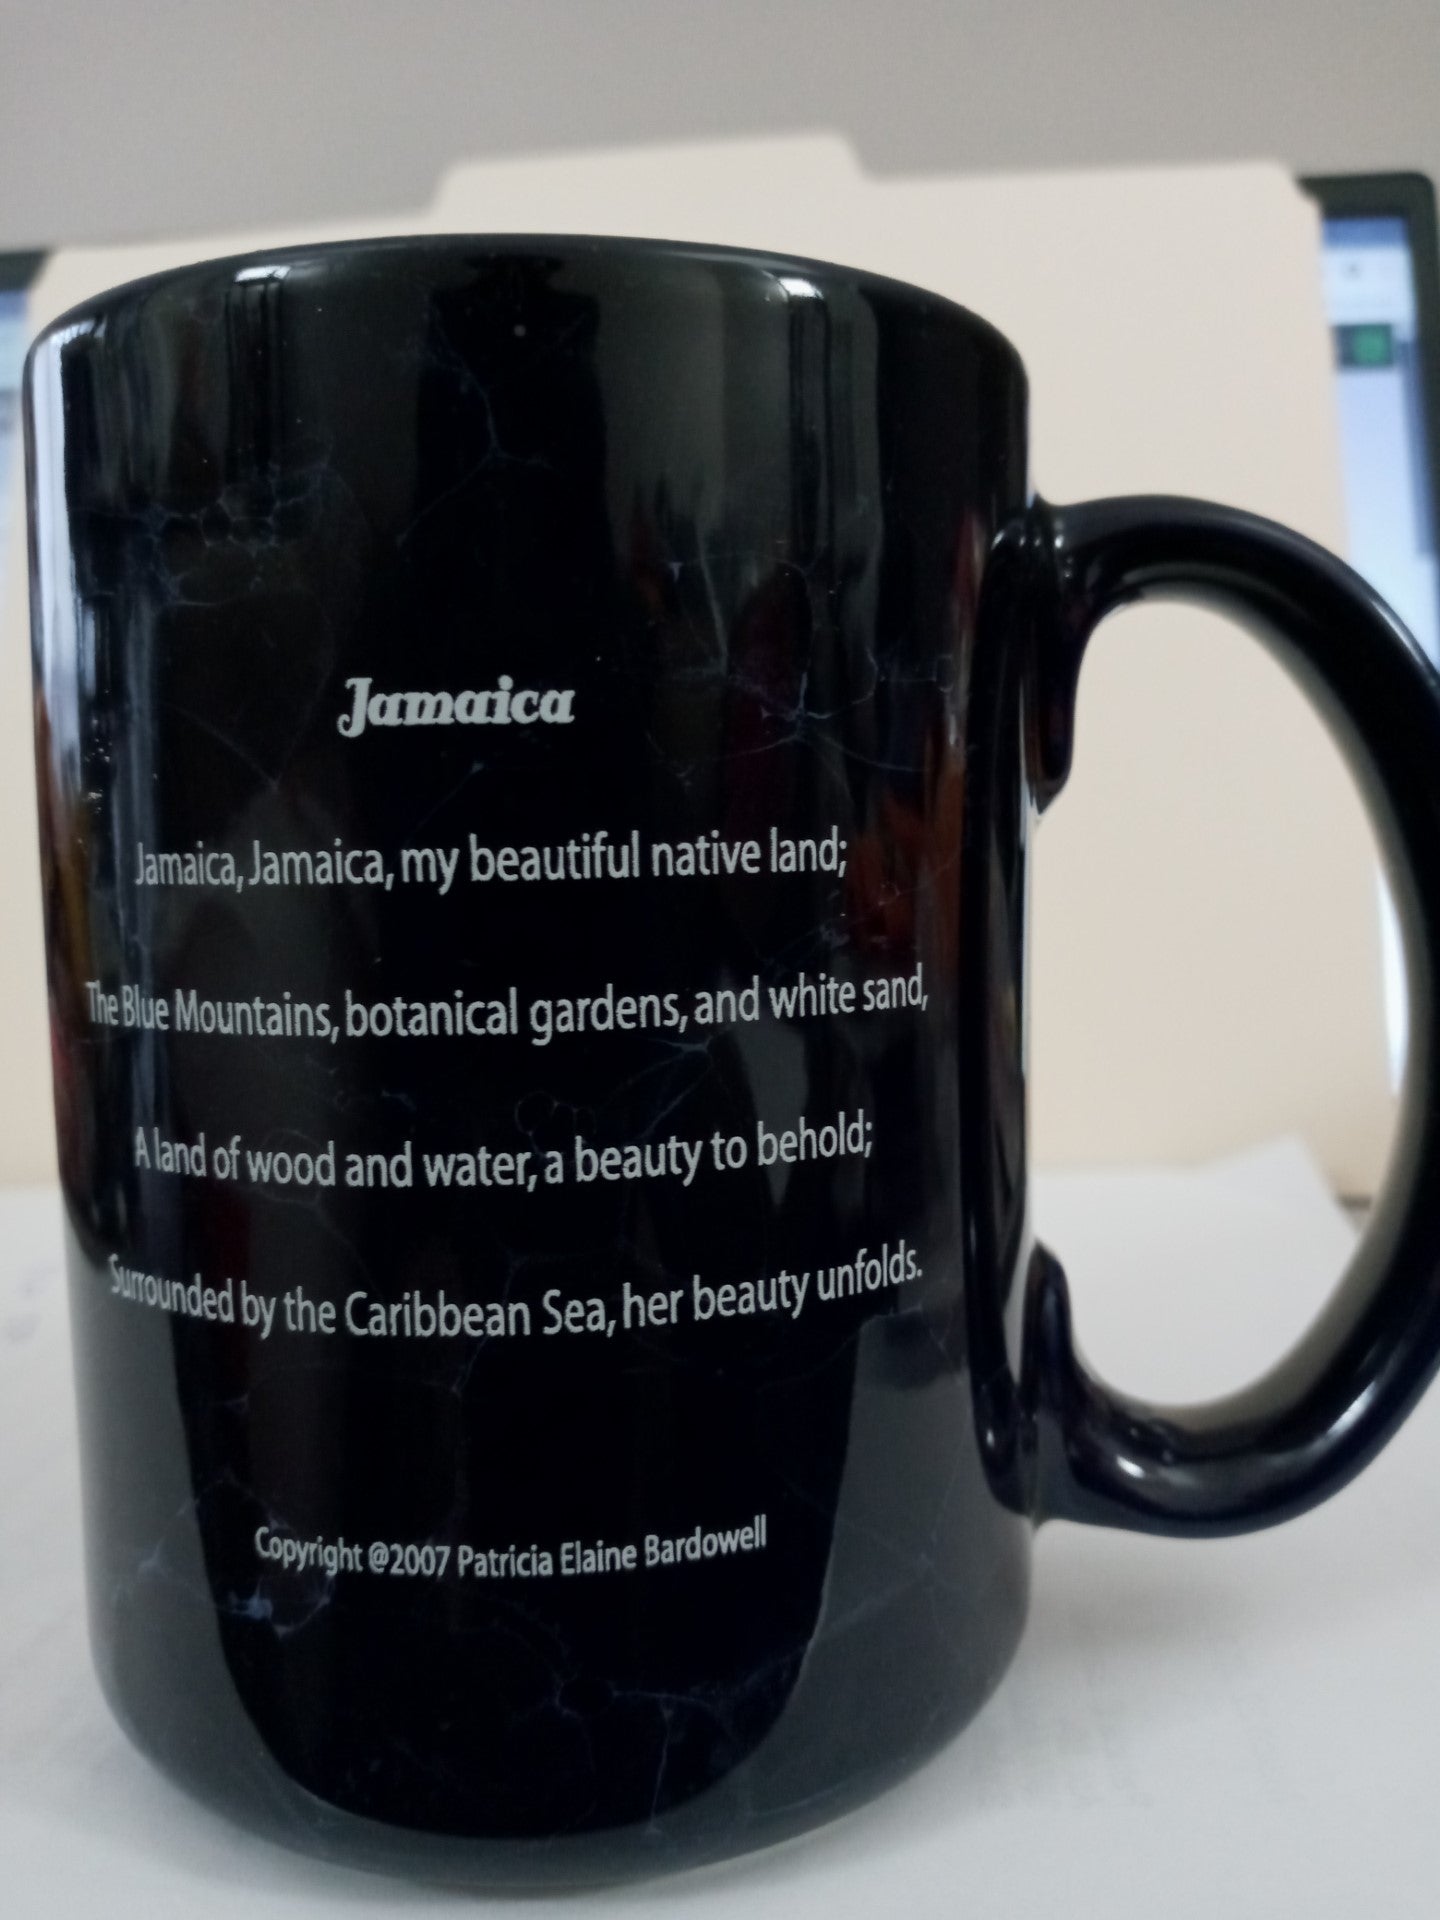 Jamaica
Jamaica, Jamaica, my beautiful native land;
The Blue Mountains, botanical gardens, and white sand,
A land of wood and water, a beauty to behold;
Surrounded by the Caribbean Sea, her beauty unfolds.
Copyright @2007 Patricia Elaine Bardowell